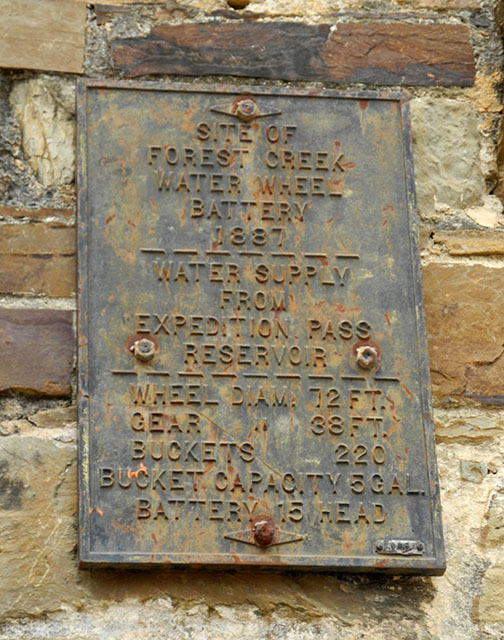 SITE OF
FOREST CREEK
WATER WHEEL
BATTERY
1887
WATER SUPPLY
FROM
EXPEDITION PASS
RESERVOIR
WHEEL DIAM. 72 FT.
GEAR " 38 FT.
BUCKETS 220
BUCKET CAPACITY 5 GAL.
BATTERY 15 HEAD